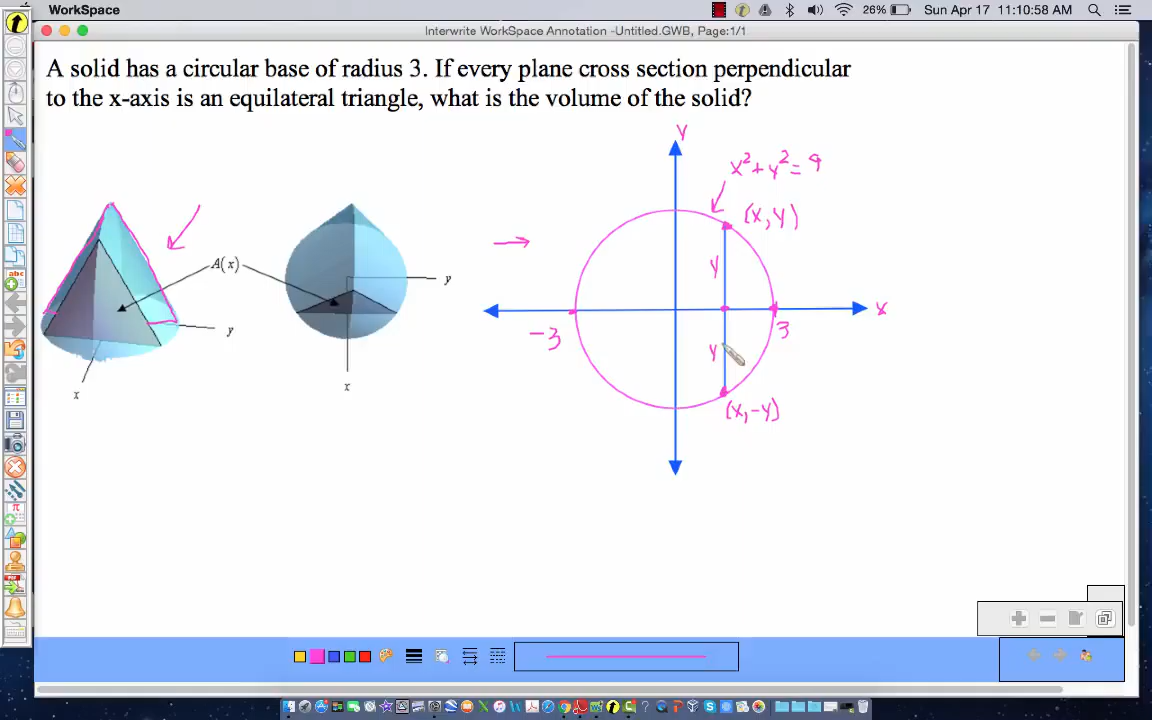 WorkSpace
26%
Sun Apr 17 11:10:58 AM
Interwrite WorkSpace Annotation -Untitled.GWB, Page:1/1
A solid has a circular base of radius 3. If every plane cross section perpendicular
to the x-axis is an equilateral triangle, what is the volume of the solid?
y
x² + y² = 9
(x, y)
A(x)
y
y
y
x
-3
3
y
x
x
(x, -y)
abc
π
PDF